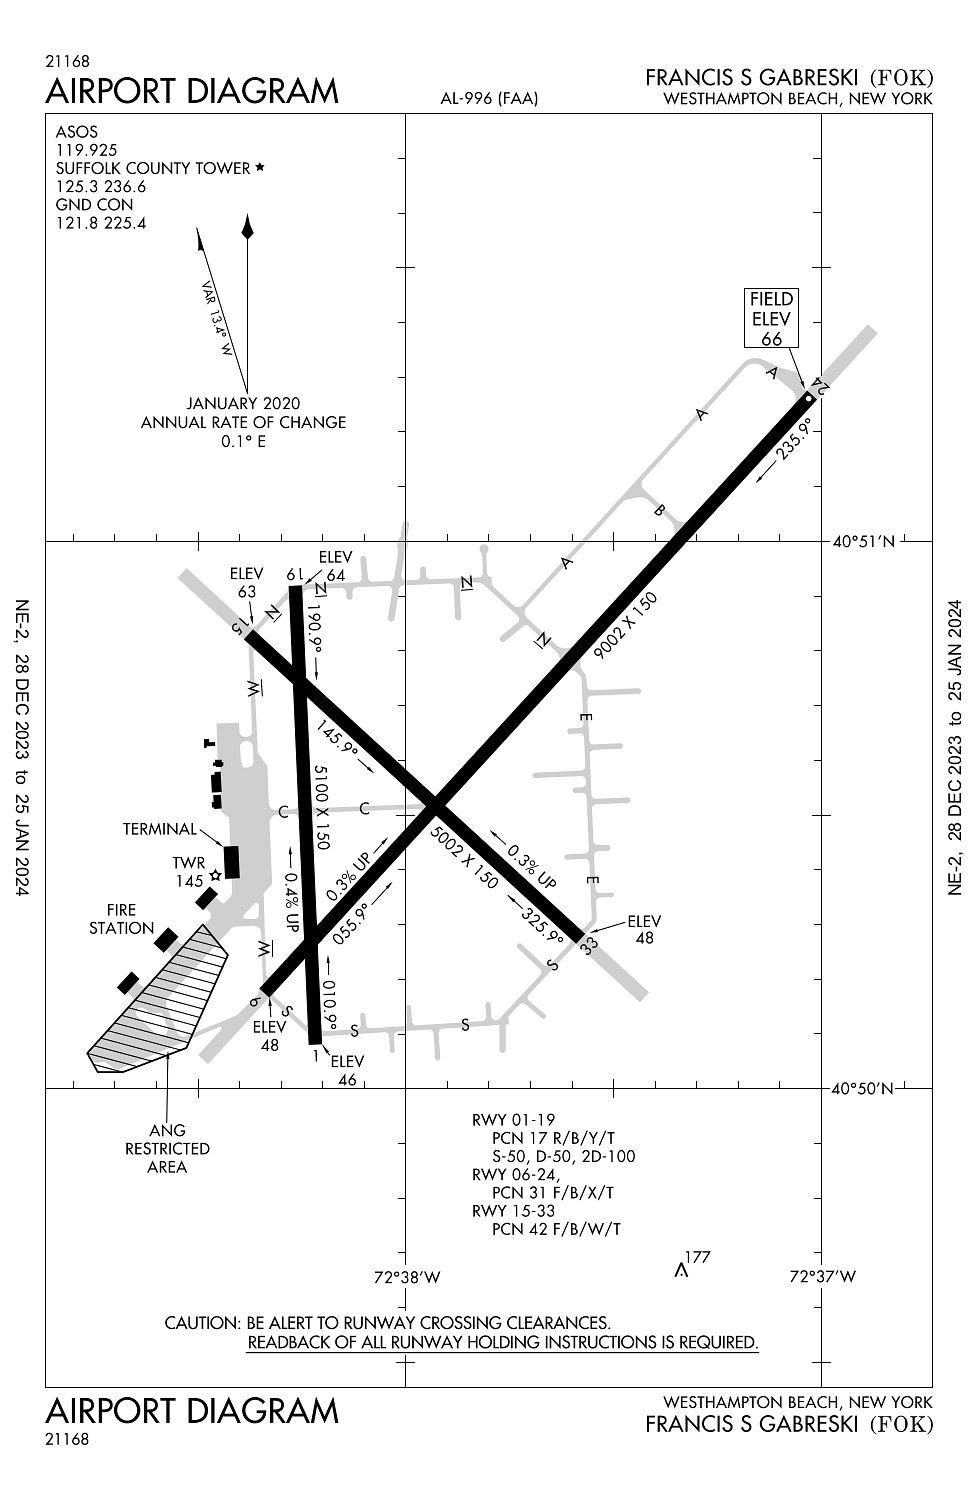 21168
AIRPORT DIAGRAM
AL-996 (FAA)
FRANCIS S GABRESKI (FOK)
WESTHAMPTON BEACH, NEW YORK
ASOS
119.925
SUFFOLK COUNTY TOWER
125.3 236.6
GND CON
121.8 225.4
VAR 13.4° W
JANUARY 2020
ANNUAL RATE OF CHANGE
0.1° E
FIELD
ELEV
66
24
A
A
235.9°
B
40°51'N
A
ELEV
64
ELEV
63
19
N
N
N
N
15
190.9°
9002 X 150
W
E
145.9°
5100 X 150
C
C
TERMINAL
TWR
145
0.3% UP
5002 X 150
0.3% UP
0.4% UP
E
FIRE
STATION
055.9°
325.9°
ELEV
48
33
W
S
010.9°
6
S
S
S
ELEV
48
1
ELEV
46
40°50'N
ANG
RESTRICTED
AREA
RWY 01-19
PCN 17 R/B/Y/T
S-50, D-50, 2D-100
RWY 06-24,
PCN 31 F/B/X/T
RWY 15-33
PCN 42 F/B/W/T
177
72°38'W
72°37'W
CAUTION: BE ALERT TO RUNWAY CROSSING CLEARANCES.
READBACK OF ALL RUNWAY HOLDING INSTRUCTIONS IS REQUIRED.
AIRPORT DIAGRAM
21168
WESTHAMPTON BEACH, NEW YORK
FRANCIS S GABRESKI (FOK)
NE-2, 28 DEC 2023 to 25 JAN 2024
NE-2, 28 DEC 2023 to 25 JAN 2024